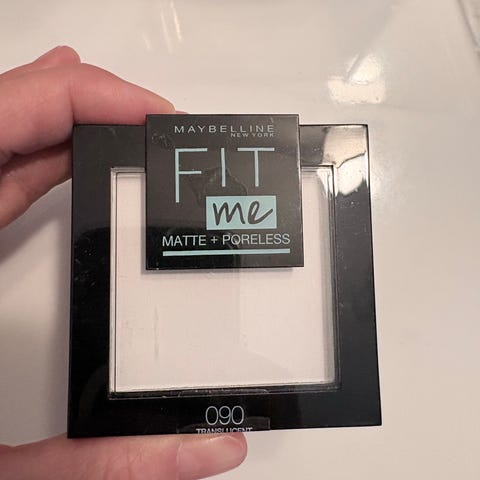 MAYBELLINE
NEW YORK
FIT
me
MATTE + PORELESS
090
TRANSLUCENT